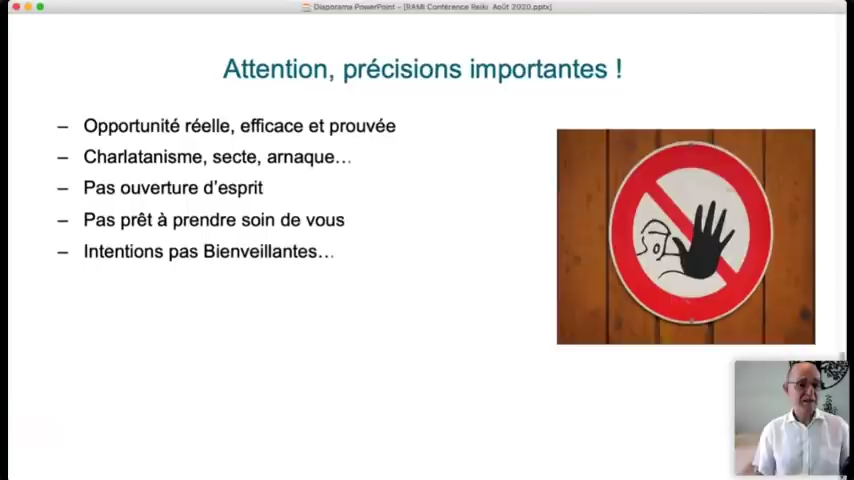 Diaporama PowerPoint – [RAMI Conférence Reiki Août 2020.pptx]
Attention, précisions importantes !
– Opportunité réelle, efficace et prouvée
– Charlatanisme, secte, arnaque…
– Pas ouverture d'esprit
– Pas prêt à prendre soin de vous
– Intentions pas Bienveillantes…